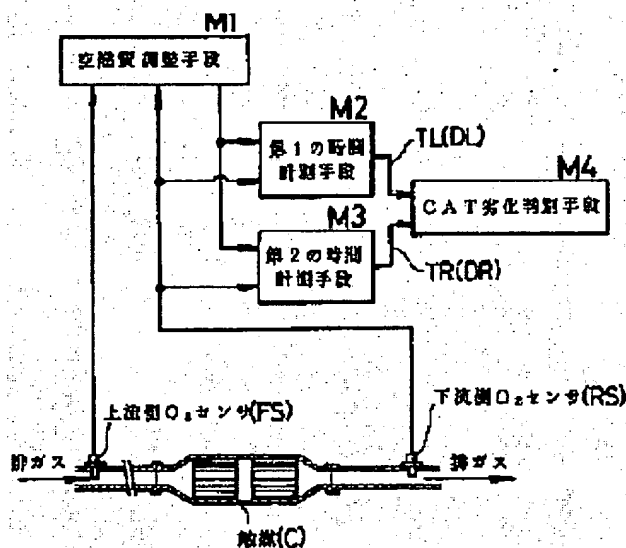 M1
空燃費調整手段
M2
第1の時間
計測手段
TL(DL)
M4
CAT劣化判別手段
M3
第2の時間
計測手段
TR(DR)
上流側O₂センサ(FS)
下流側O₂センサ(RS)
排ガス
排ガス
触媒(C)